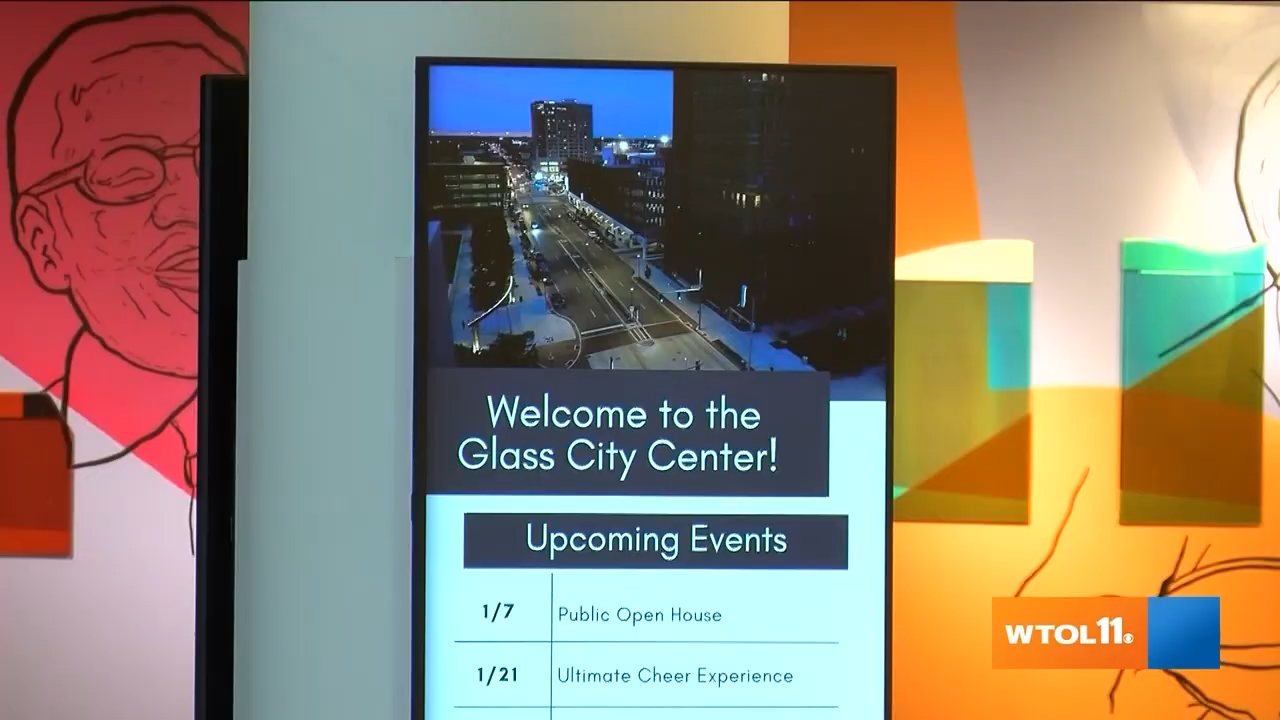 Welcome to the
Glass City Center!
Upcoming Events
1/7 Public Open House
1/21 Ultimate Cheer Experience
WTOL11